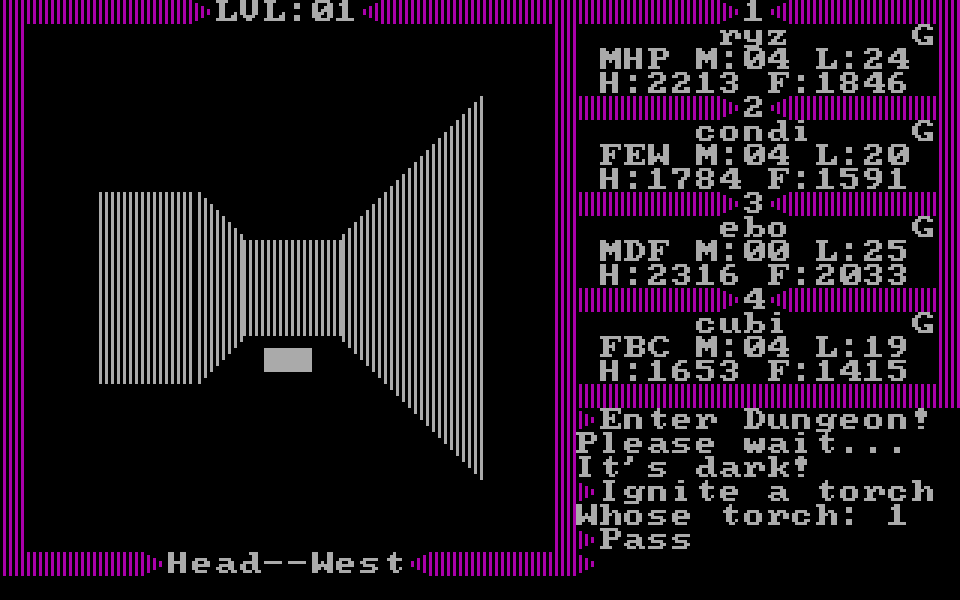 LVL:01
Head--West
1
ryz G
MHP M:04 L:24
H:2213 F:1846
2
condi G
FEW M:04 L:20
H:1784 F:1591
3
ebo G
MDF M:00 L:25
H:2316 F:2033
4
cubi G
FBC M:04 L:19
H:1653 F:1415
Enter Dungeon!
Please wait...
It's dark!
Ignite a torch
Whose torch: 1
Pass